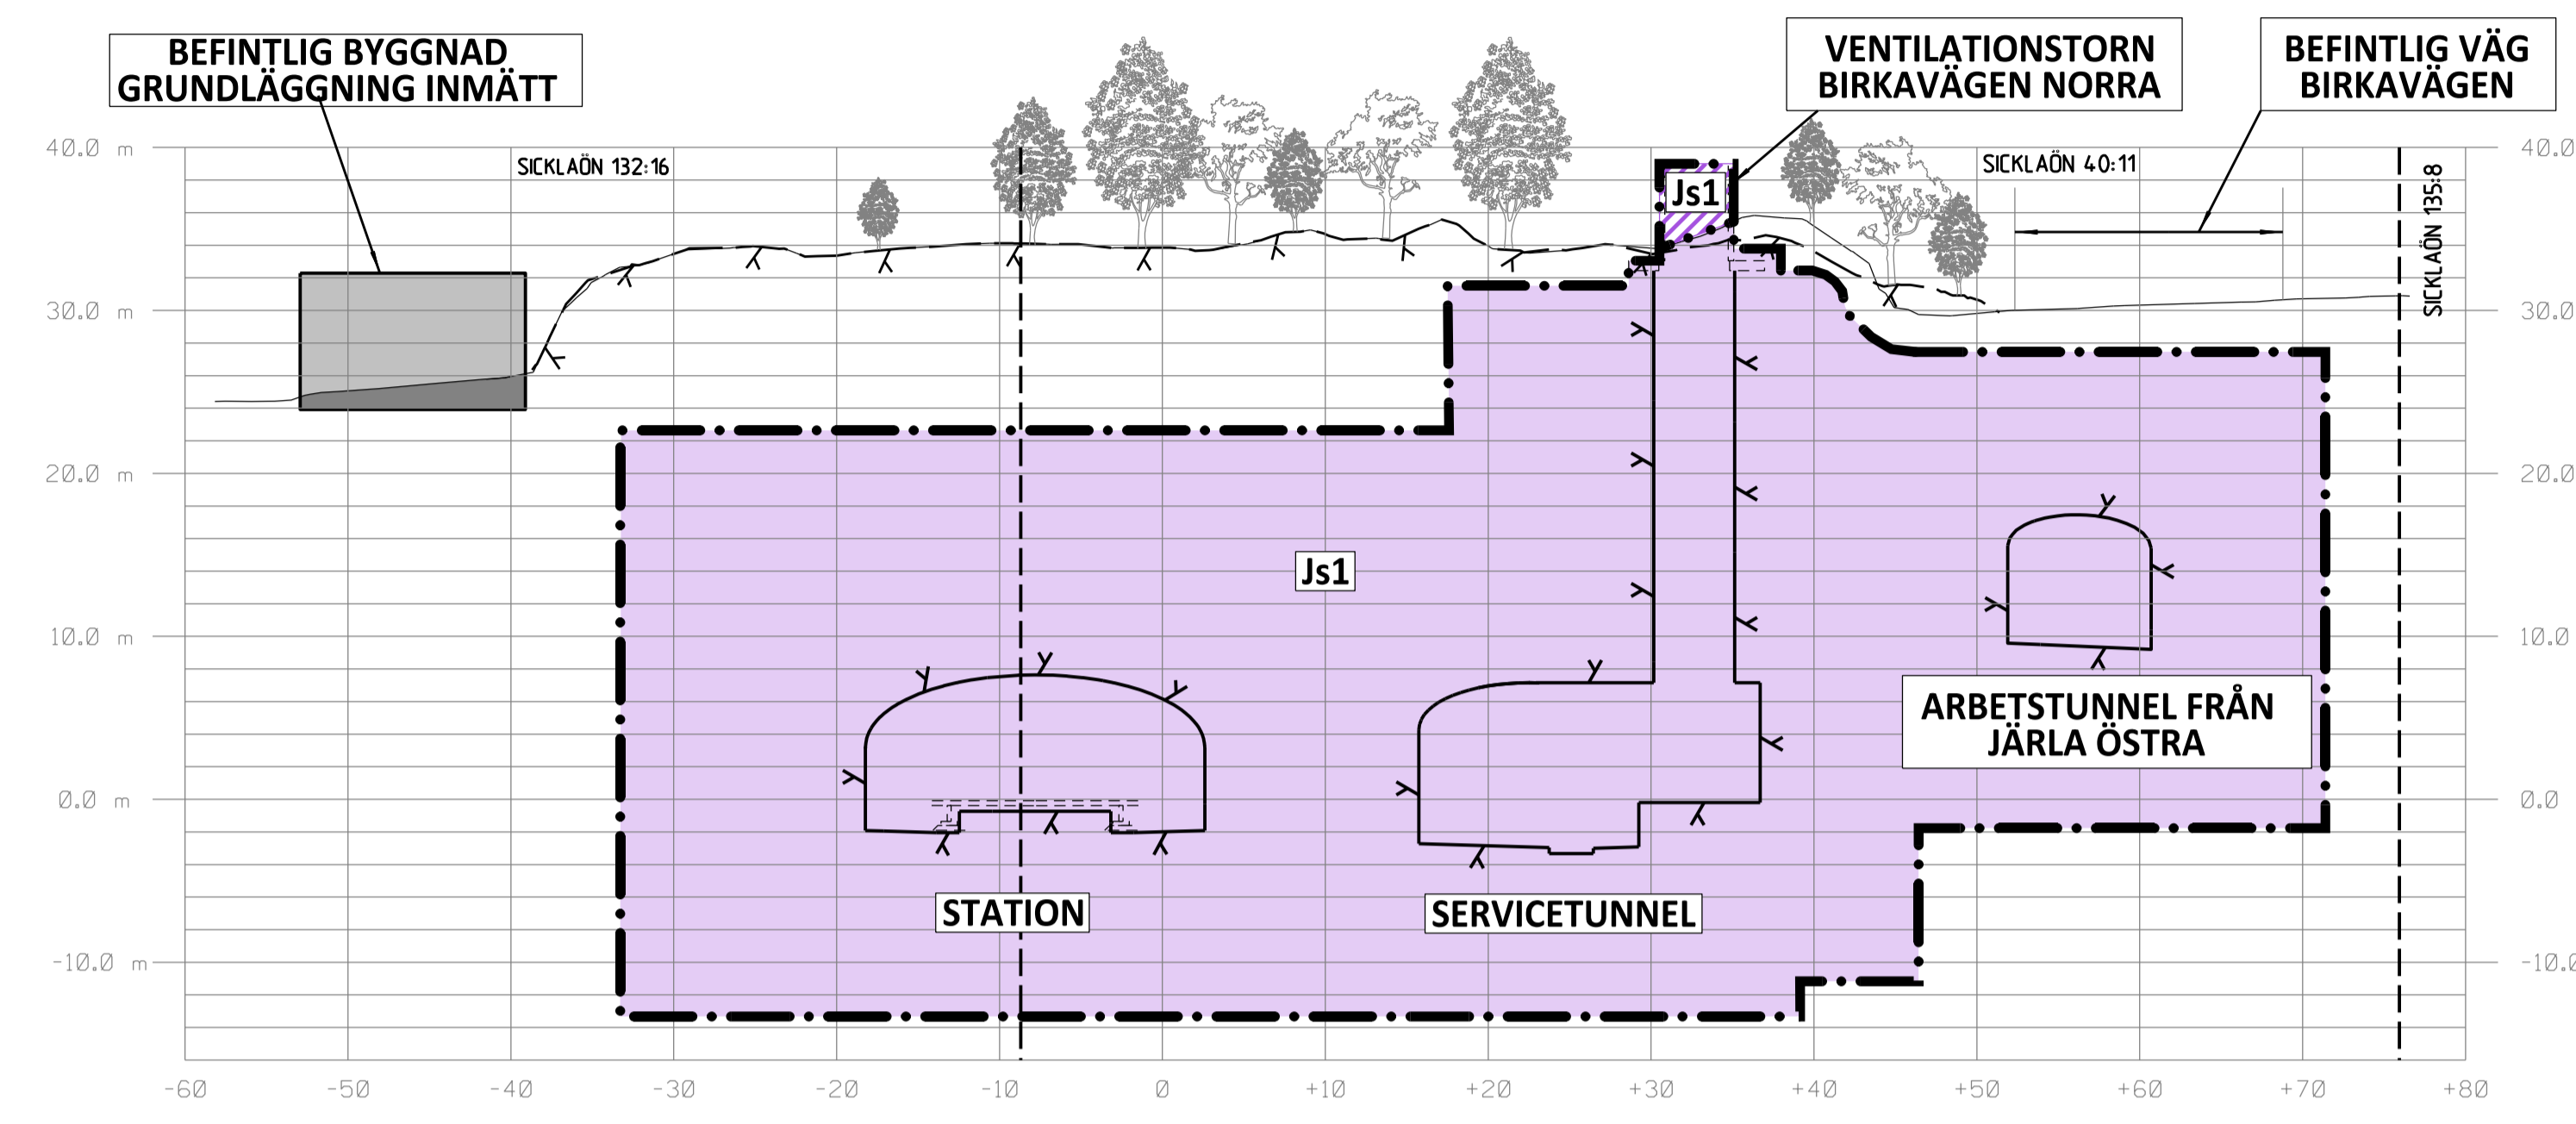 BEFINTLIG BYGGNAD
GRUNDLÄGGNING INMÄTT
VENTILATIONSTORN
BIRKAVÄGEN NORRA
BEFINTLIG VÄG
BIRKAVÄGEN
40.0 m
SICKLAÖN 132:16
SICKLAÖN 40:11
SICKLAÖN 135:8
40.0
Js1
30.0 m
30.0
20.0 m
20.0
Js1
10.0 m
10.0
ARBETSTUNNEL FRÅN
JÄRLA ÖSTRA
0.0 m
0.0
STATION
SERVICETUNNEL
-10.0 m
-10.0
-60 -50 -40 -30 -20 -10 0 +10 +20 +30 +40 +50 +60 +70 +80